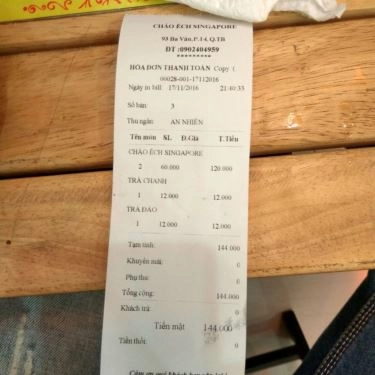 CHÁO ẾCH SINGAPORE
93 Ba Vân,P.14, Q.TB
ĐT :0902404959
*********
HÓA ĐƠN THANH TOÁN Copy (
00028-001-17112016
Ngày in bill: 17/11/2016 21:40:33
Số bàn: 3
Thu ngân: AN NHIÊN
Tên món SL Đ.Giá T.Tiền
CHÁO ẾCH SINGAPORE
2 60.000 120.000
TRÀ CHANH
1 12.000 12.000
TRÀ ĐÀO
1 12.000 12.000
Tạm tính: 144.000
Khuyến mãi: 0
Phụ thu: 0
Tổng cộng: 144.000
Khách trả: 0
Tiền mặt 144.000
Tiền thối: 0
Cám ơn quí khách